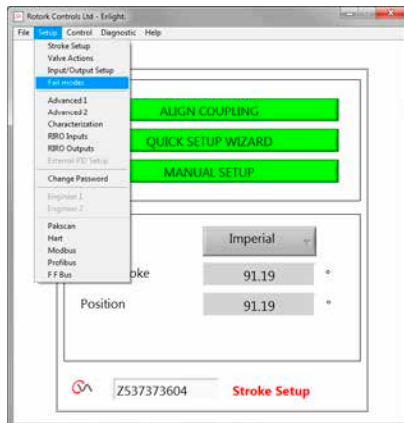 Rotork Controls Ltd - Enlight.
File Setup Control Diagnostic Help
Stroke Setup
Valve Actions
Input/Output Setup
Fail modes
Advanced 1
Advanced 2
Characterization
RIRO Inputs
RIRO Outputs
External PID Setup
Change Password
Engineer 1
Engineer 2
Pakscan
Hart
Modbus
Profibus
F F Bus
ALIGN COUPLING
QUICK SETUP WIZARD
MANUAL SETUP
Imperial
oke 91.19 °
Position 91.19 °
Z537373604 Stroke Setup